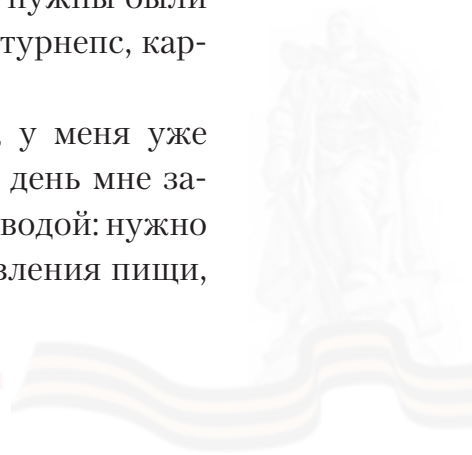 нужны были
турнепс, кар-
у меня уже
день мне за-
водой: нужно
вления пищи,